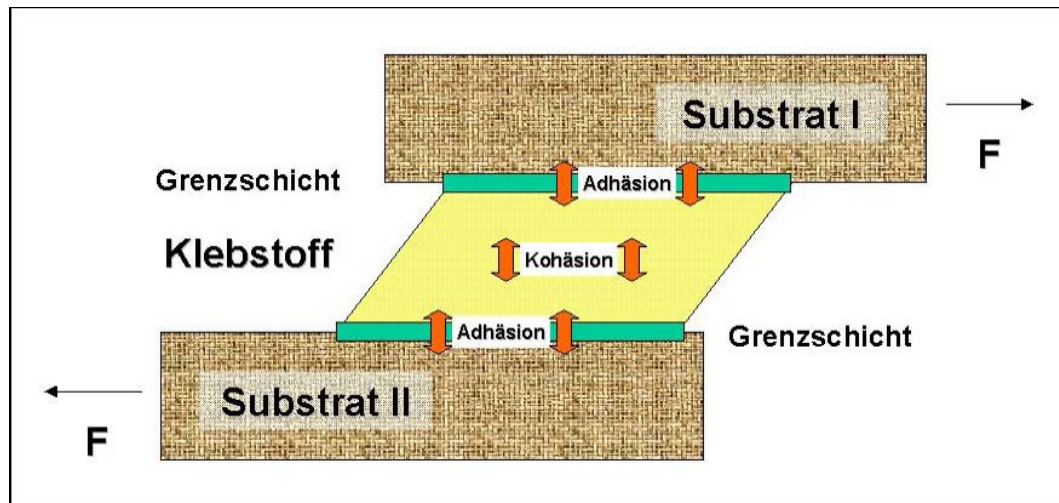 Substrat I
F
Grenzschicht
Adhäsion
Klebstoff
Kohäsion
Adhäsion
Grenzschicht
Substrat II
F